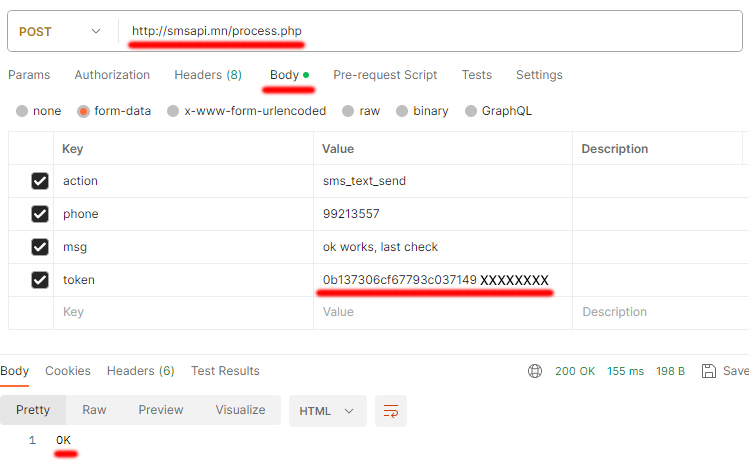 POST http://smsapi.mn/process.php
Params Authorization Headers (8) Body Pre-request Script Tests Settings
none form-data x-www-form-urlencoded raw binary GraphQL
Key Value Description
action sms_text_send
phone 99213557
msg ok works, last check
token 0b137306cf67793c037149 XXXXXXXX
Key Value Description
Body Cookies Headers (6) Test Results 200 OK 155 ms 198 B Save
Pretty Raw Preview Visualize HTML
1 OK